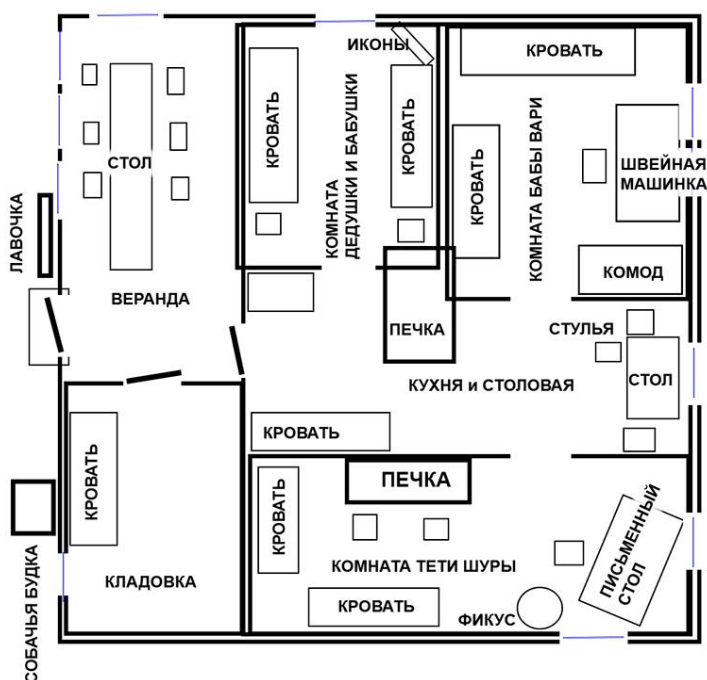 ИКОНЫ
КРОВАТЬ
КРОВАТЬ
КРОВАТЬ
КОМНАТА
ДЕДУШКИ И БАБУШКИ
КРОВАТЬ
КОМНАТА БАБЫ ВАРИ
ШВЕЙНАЯ
МАШИНКА
СТОЛ
ЛАВОЧКА
ВЕРАНДА
КОМОД
ПЕЧКА
СТУЛЬЯ
СТОЛ
КУХНЯ и СТОЛОВАЯ
КРОВАТЬ
КРОВАТЬ
ПЕЧКА
КРОВАТЬ
КОМНАТА ТЕТИ ШУРЫ
ПИСЬМЕННЫЙ
СТОЛ
КЛАДОВКА
КРОВАТЬ
ФИКУС
СОБАЧЬЯ БУДКА